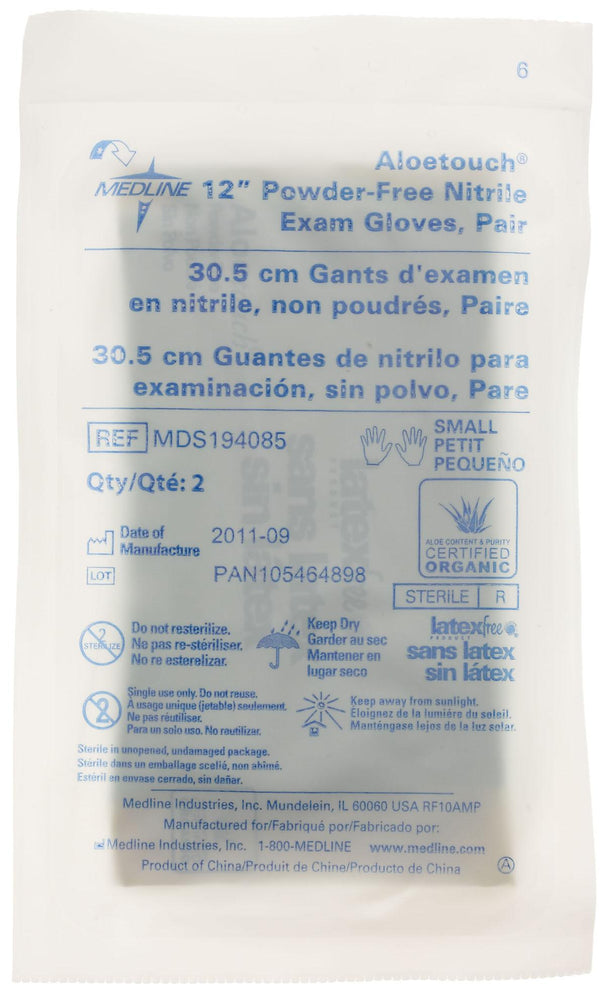 6
Aloetouch®
MEDLINE 12" Powder-Free Nitrile
Exam Gloves, Pair
30.5 cm Gants d'examen
en nitrile, non poudrés, Paire
30.5 cm Guantes de nitrilo para
examinación, sin polvo, Pare
REF MDS194085
SMALL
PETIT
PEQUEÑO
Qty/Qté: 2
Date of
Manufacture
2011-09
LOT PAN105464898
ALOE CONTENT & PURITY
CERTIFIED
ORGANIC
STERILE R
2
STERILIZE
Do not resterilize.
Ne pas re-stériliser.
No re esterelizar.
Keep Dry
Garder au sec
Mantener en
lugar seco
latexfree
PRODUCT
sans latex
sin látex
2
Single use only. Do not reuse.
A usage unique (jetable) seulement.
Ne pas réutiliser.
Para un solo uso. No reutilizar.
Keep away from sunlight.
Éloignez de la lumière du soleil.
Manténgase lejos de la luz solar.
Sterile in unopened, undamaged package.
Stérile dans un emballage scellé, non abimé.
Estéril en envase cerrado, sin dañar.
Medline Industries, Inc. Mundelein, IL 60060 USA RF10AMP
Manufactured for/Fabriqué por/Fabricado por:
Medline Industries, Inc. 1-800-MEDLINE www.medline.com
Product of China/Produit de Chine/Producto de China A